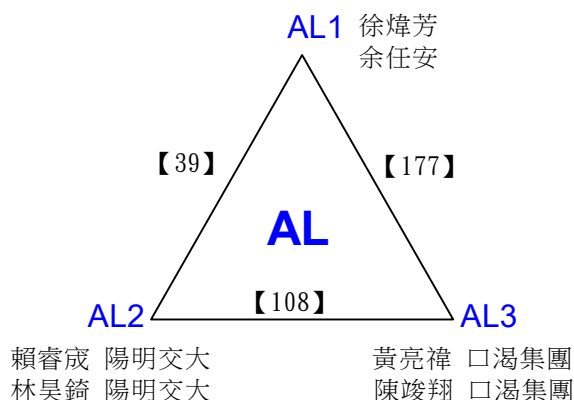 AL1 徐煒芳
余任安
【39】 【177】
AL
【108】
AL2 AL3
賴睿宬 陽明交大 黃亮禕 口渴集團
林昊錡 陽明交大 陳竣翔 口渴集團